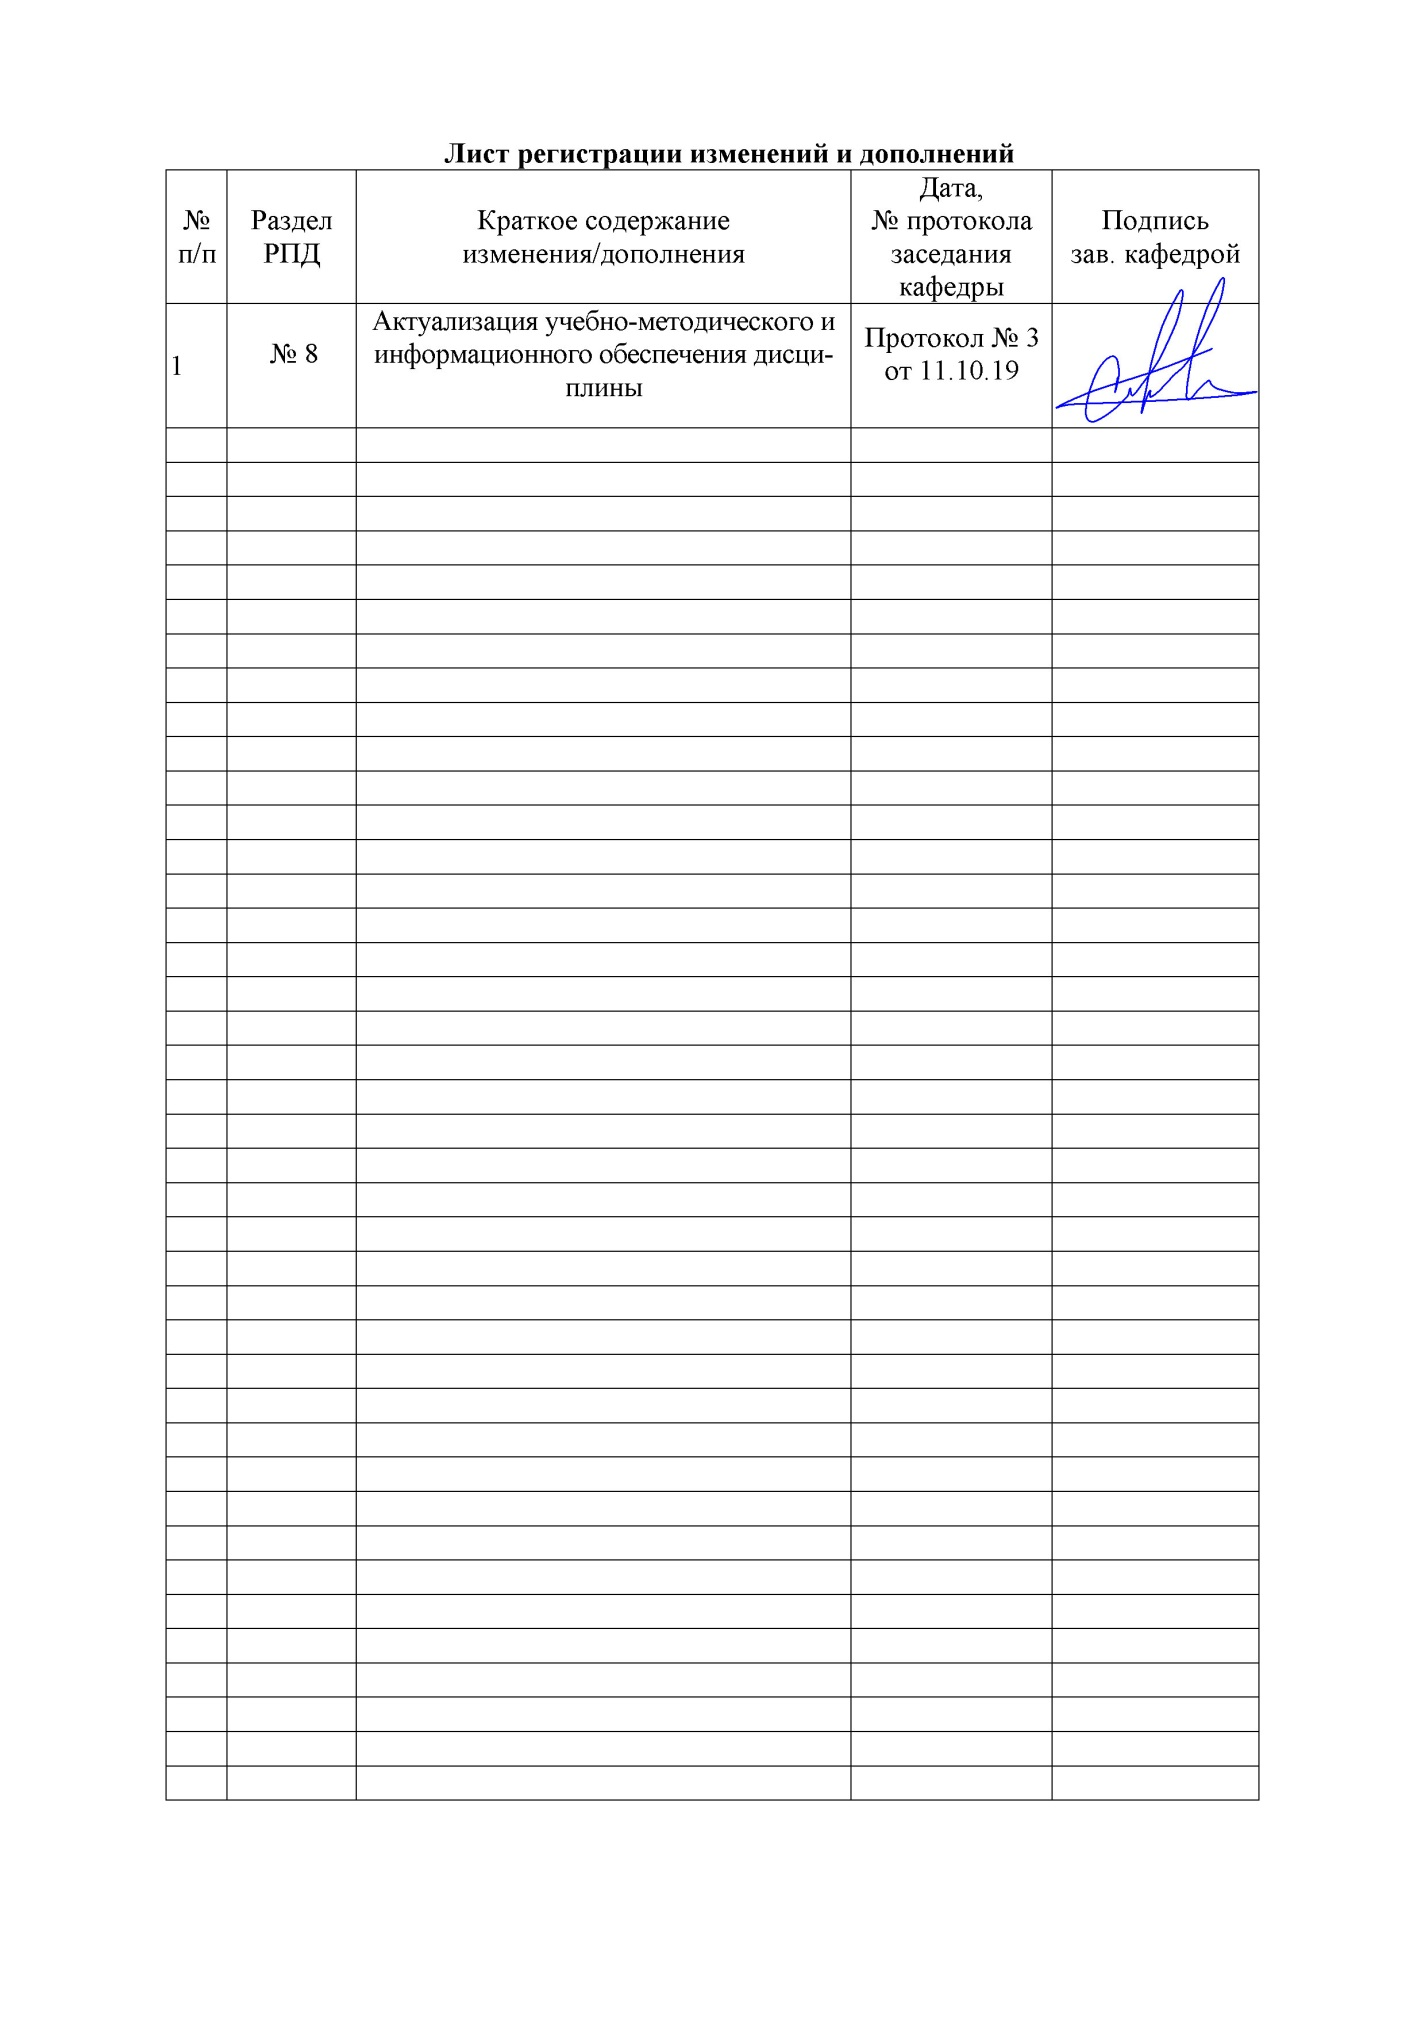 Лист регистрации изменений и дополнений
№
п/п
Раздел
РПД
Краткое содержание
изменения/дополнения
Дата,
№ протокола
заседания
кафедры
Подпись
зав. кафедрой
1
№ 8
Актуализация учебно-методического и
информационного обеспечения дисци-
плины
Протокол № 3
от 11.10.19